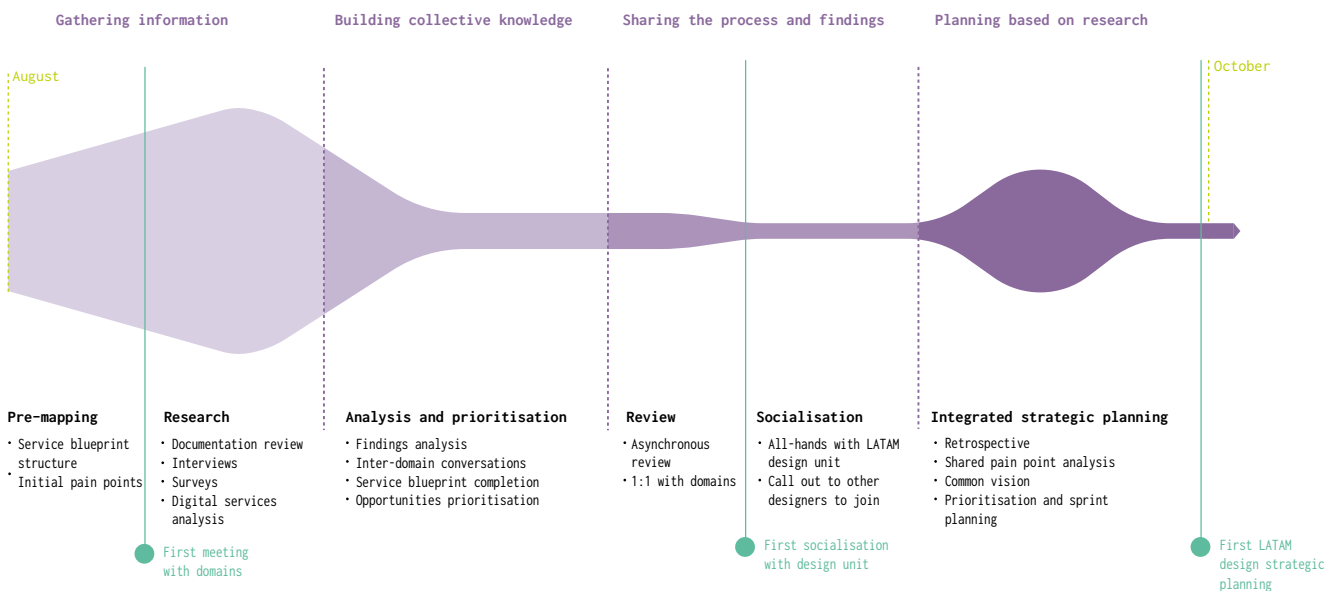 Gathering information
Building collective knowledge
Sharing the process and findings
Planning based on research
August
October
Pre-mapping
• Service blueprint
structure
• Initial pain points
Research
• Documentation review
• Interviews
• Surveys
• Digital services
analysis
Analysis and prioritisation
• Findings analysis
• Inter-domain conversations
• Service blueprint completion
• Opportunities prioritisation
Review
• Asynchronous
review
• 1:1 with domains
Socialisation
• All-hands with LATAM
design unit
• Call out to other
designers to join
Integrated strategic planning
• Retrospective
• Shared pain point analysis
• Common vision
• Prioritisation and sprint
planning
First meeting
with domains
First socialisation
with design unit
First LATAM
design strategic
planning